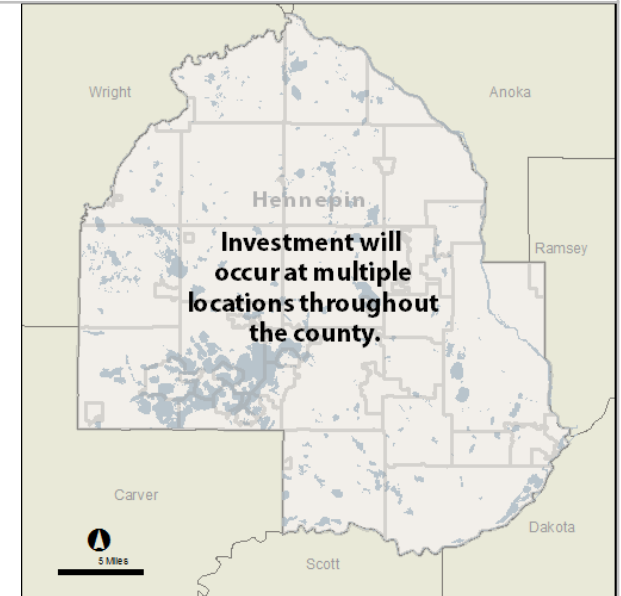 Wright
Anoka
Hennepin
Investment will
occur at multiple
locations throughout
the county.
Ramsey
Carver
5 Miles
Scott
Dakota